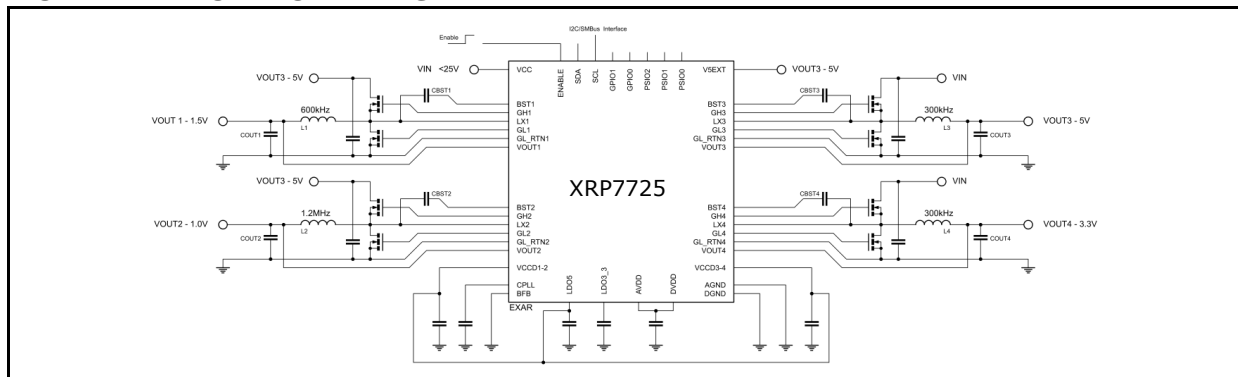 I2C/SMBus Interface
Enable
VIN <25V
VCC
ENABLE
SDA
SCL
GPIO1
GPIO0
PSIO2
PSIO1
PSIO0
V5EXT
VOUT3 - 5V
VOUT3 - 5V
CBST1
BST1
GH1
LX1
GL1
GL_RTN1
VOUT1
600kHz
L1
VOUT 1 - 1.5V
COUT1
VOUT3 - 5V
CBST2
BST2
GH2
LX2
GL2
GL_RTN2
VOUT2
1.2MHz
L2
VOUT2 - 1.0V
COUT2
XRP7725
VIN
CBST3
BST3
GH3
LX3
GL3
GL_RTN3
VOUT3
300kHz
L3
VOUT3 - 5V
COUT3
VIN
CBST4
BST4
GH4
LX4
GL4
GL_RTN4
VOUT4
300kHz
L4
VOUT4 - 3.3V
COUT4
VCCD1-2
CPLL
BFB
LDO5
LDO3_3
AVDD
DVDD
VCCD3-4
AGND
DGND
EXAR